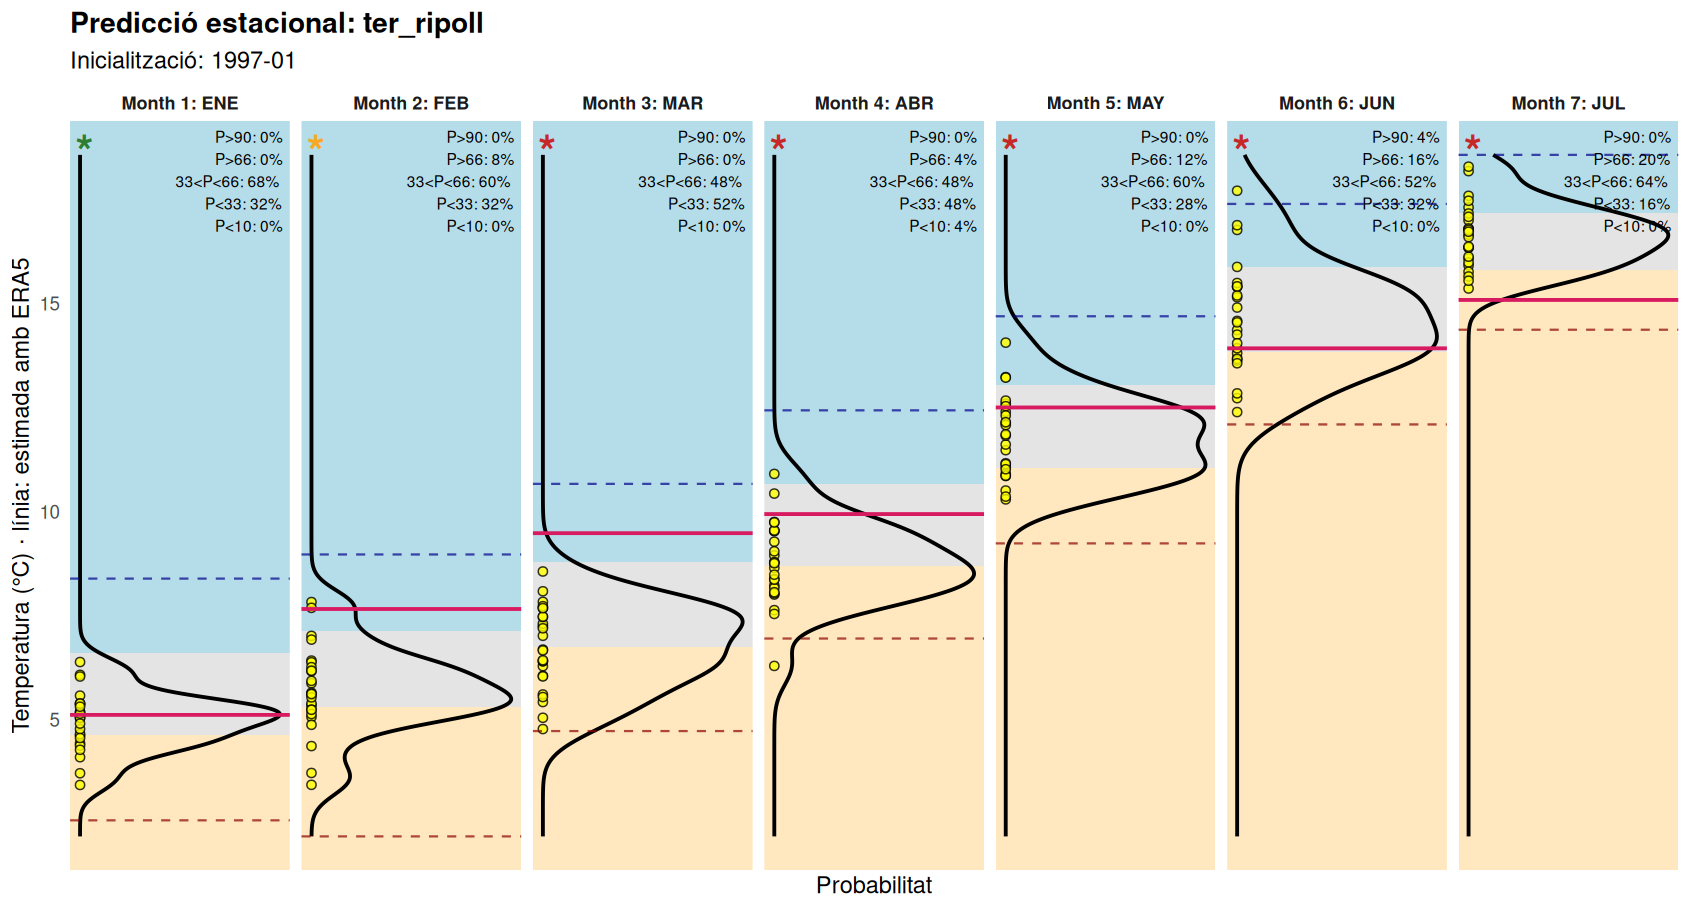 Predicció estacional: ter_ripoll
Inicialització: 1997-01
Month 1: ENE
P>90: 0%
P>66: 0%
33<P<66: 68%
P<33: 32%
P<10: 0%
Month 2: FEB
P>90: 0%
P>66: 8%
33<P<66: 60%
P<33: 32%
P<10: 0%
Month 3: MAR
P>90: 0%
P>66: 0%
33<P<66: 48%
P<33: 52%
P<10: 0%
Month 4: ABR
P>90: 0%
P>66: 4%
33<P<66: 48%
P<33: 48%
P<10: 4%
Month 5: MAY
P>90: 0%
P>66: 12%
33<P<66: 60%
P<33: 28%
P<10: 0%
Month 6: JUN
P>90: 4%
P>66: 16%
33<P<66: 52%
P<33: 32%
P<10: 0%
Month 7: JUL
P>90: 0%
P>66: 20%
33<P<66: 64%
P<33: 16%
P<10: 0%
Temperatura (°C) · línia: estimada amb ERA5
15
10
5
Probabilitat